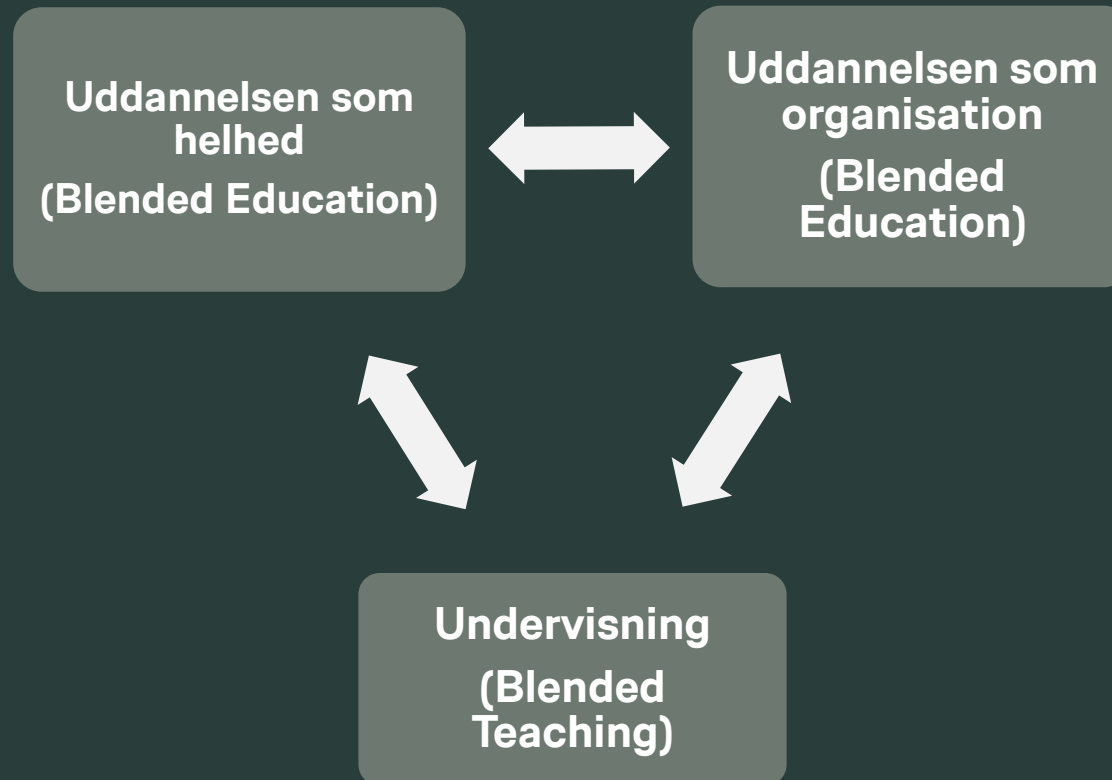 Uddannelsen som
helhed
(Blended Education)
Uddannelsen som
organisation
(Blended
Education)
Undervisning
(Blended
Teaching)